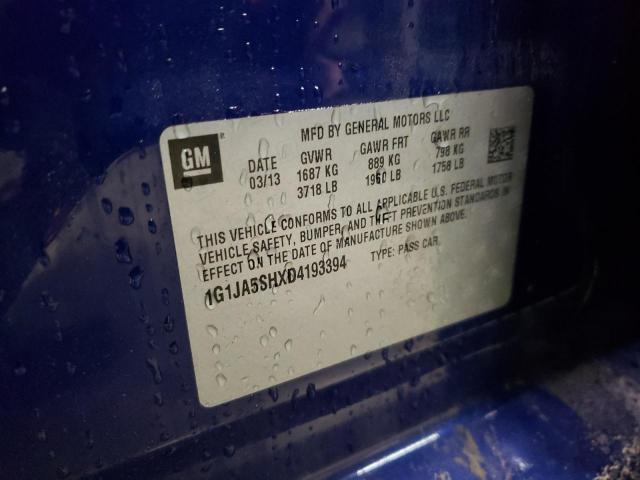 GM
MFD BY GENERAL MOTORS LLC
DATE GVWR GAWR FRT GAWR RR
03/13 1687 KG 889 KG 798 KG
3718 LB 1960 LB 1758 LB
THIS VEHICLE CONFORMS TO ALL APPLICABLE U.S. FEDERAL MOTOR
VEHICLE SAFETY, BUMPER, AND THEFT PREVENTION STANDARDS IN
EFFECT ON THE DATE OF MANUFACTURE SHOWN ABOVE.
1G1JA5SHXD4193394 TYPE: PASS CAR